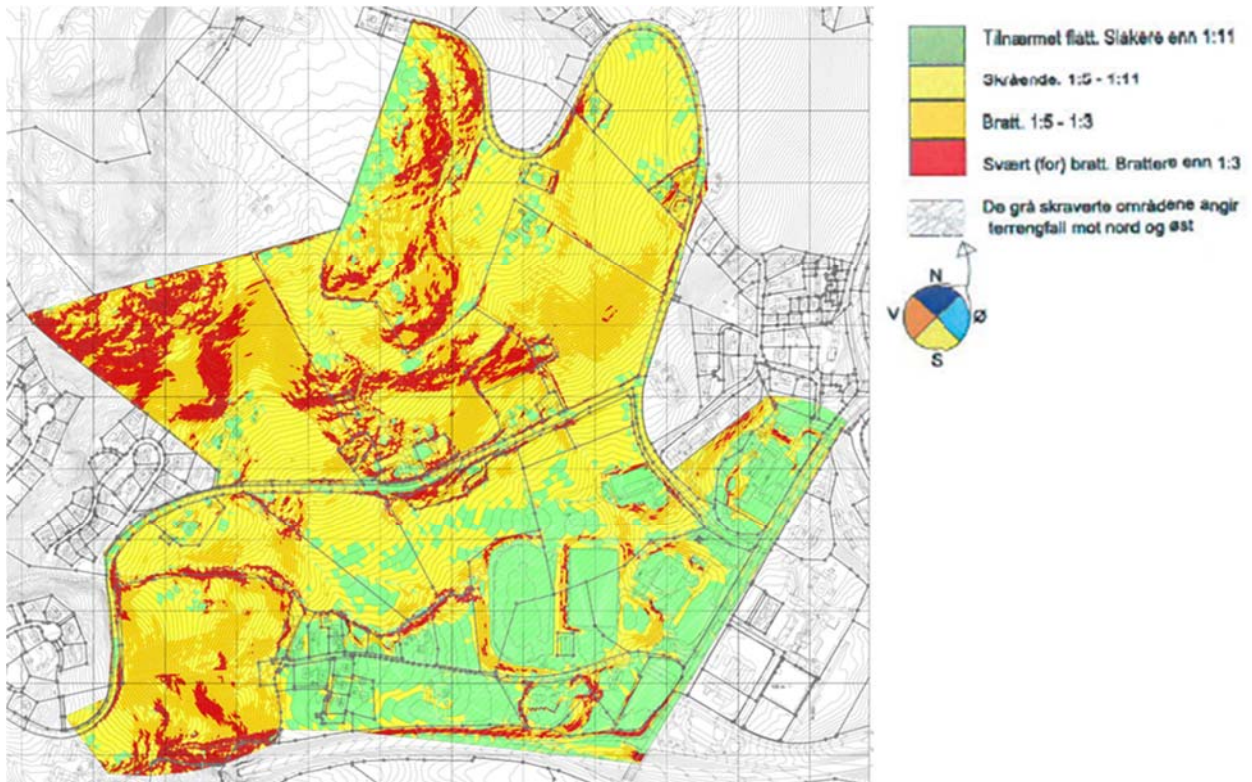 Tilnærmet flatt. Slakere enn 1:11
Skrående. 1:5 - 1:11
Bratt. 1:5 - 1:3
Svært (for) bratt. Brattere enn 1:3
De grå skraverte områdene angir
terrengfall mot nord og øst
N
V Ø
S